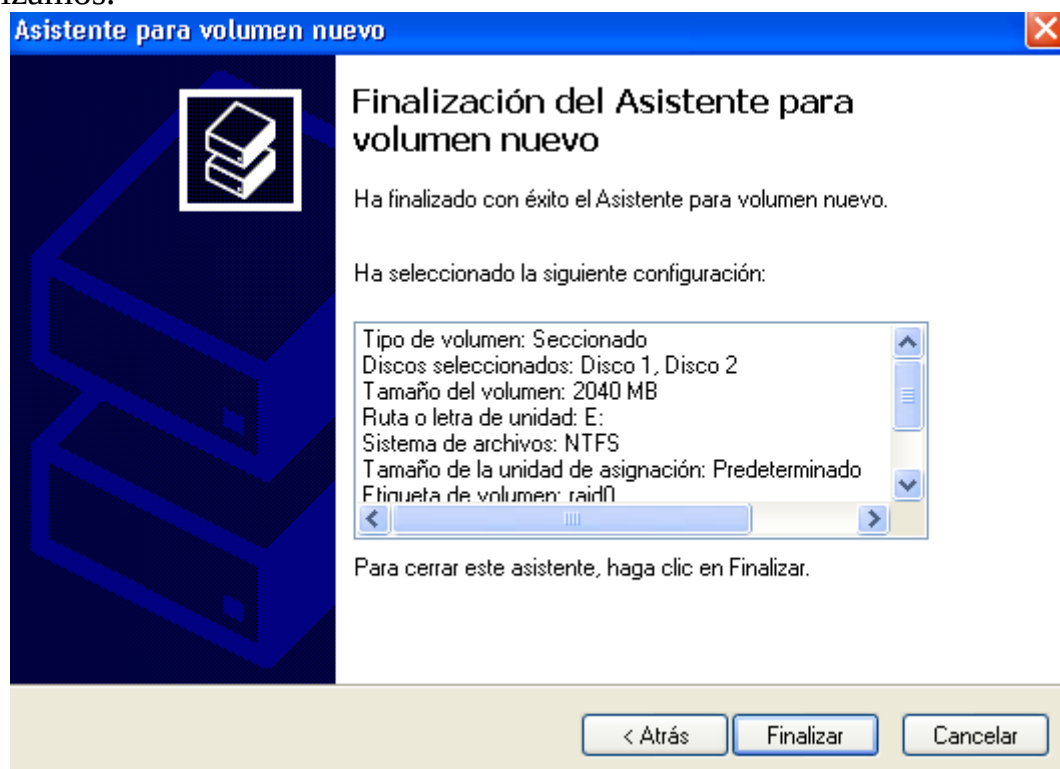 izamos.
Asistente para volumen nuevo
Finalización del Asistente para
volumen nuevo
Ha finalizado con éxito el Asistente para volumen nuevo.
Ha seleccionado la siguiente configuración:
Tipo de volumen: Seccionado
Discos seleccionados: Disco 1, Disco 2
Tamaño del volumen: 2040 MB
Ruta o letra de unidad: E:
Sistema de archivos: NTFS
Tamaño de la unidad de asignación: Predeterminado
Etiqueta de volumen: raid0
Para cerrar este asistente, haga clic en Finalizar.
< Atrás Finalizar Cancelar